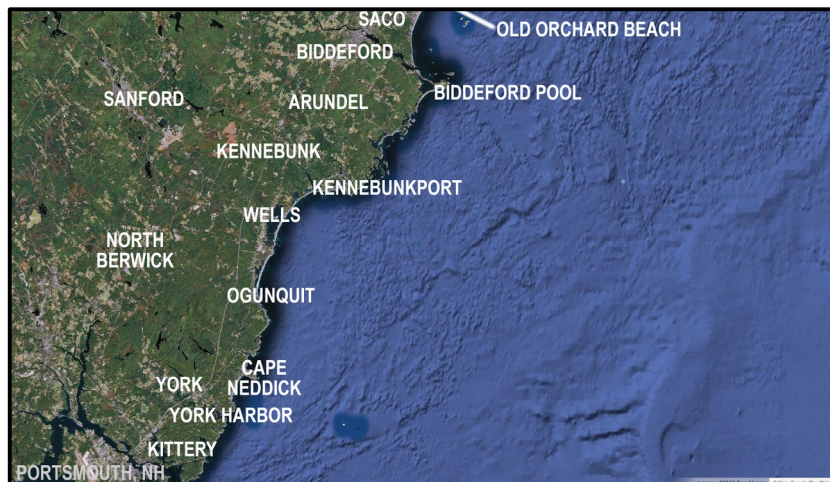 SACO
OLD ORCHARD BEACH
BIDDEFORD
BIDDEFORD POOL
SANFORD
ARUNDEL
KENNEBUNK
KENNEBUNKPORT
WELLS
NORTH
BERWICK
OGUNQUIT
CAPE
NEDDICK
YORK
YORK HARBOR
KITTERY
PORTSMOUTH, NH